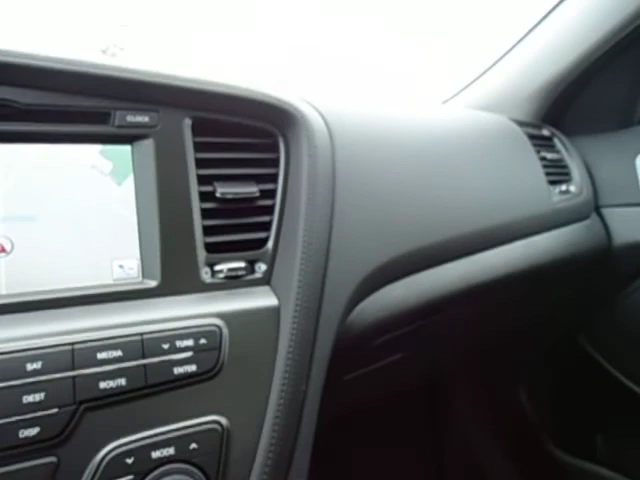 CLOCK
SAT MEDIA TUNE
DEST ROUTE ENTER
DISP
MODE